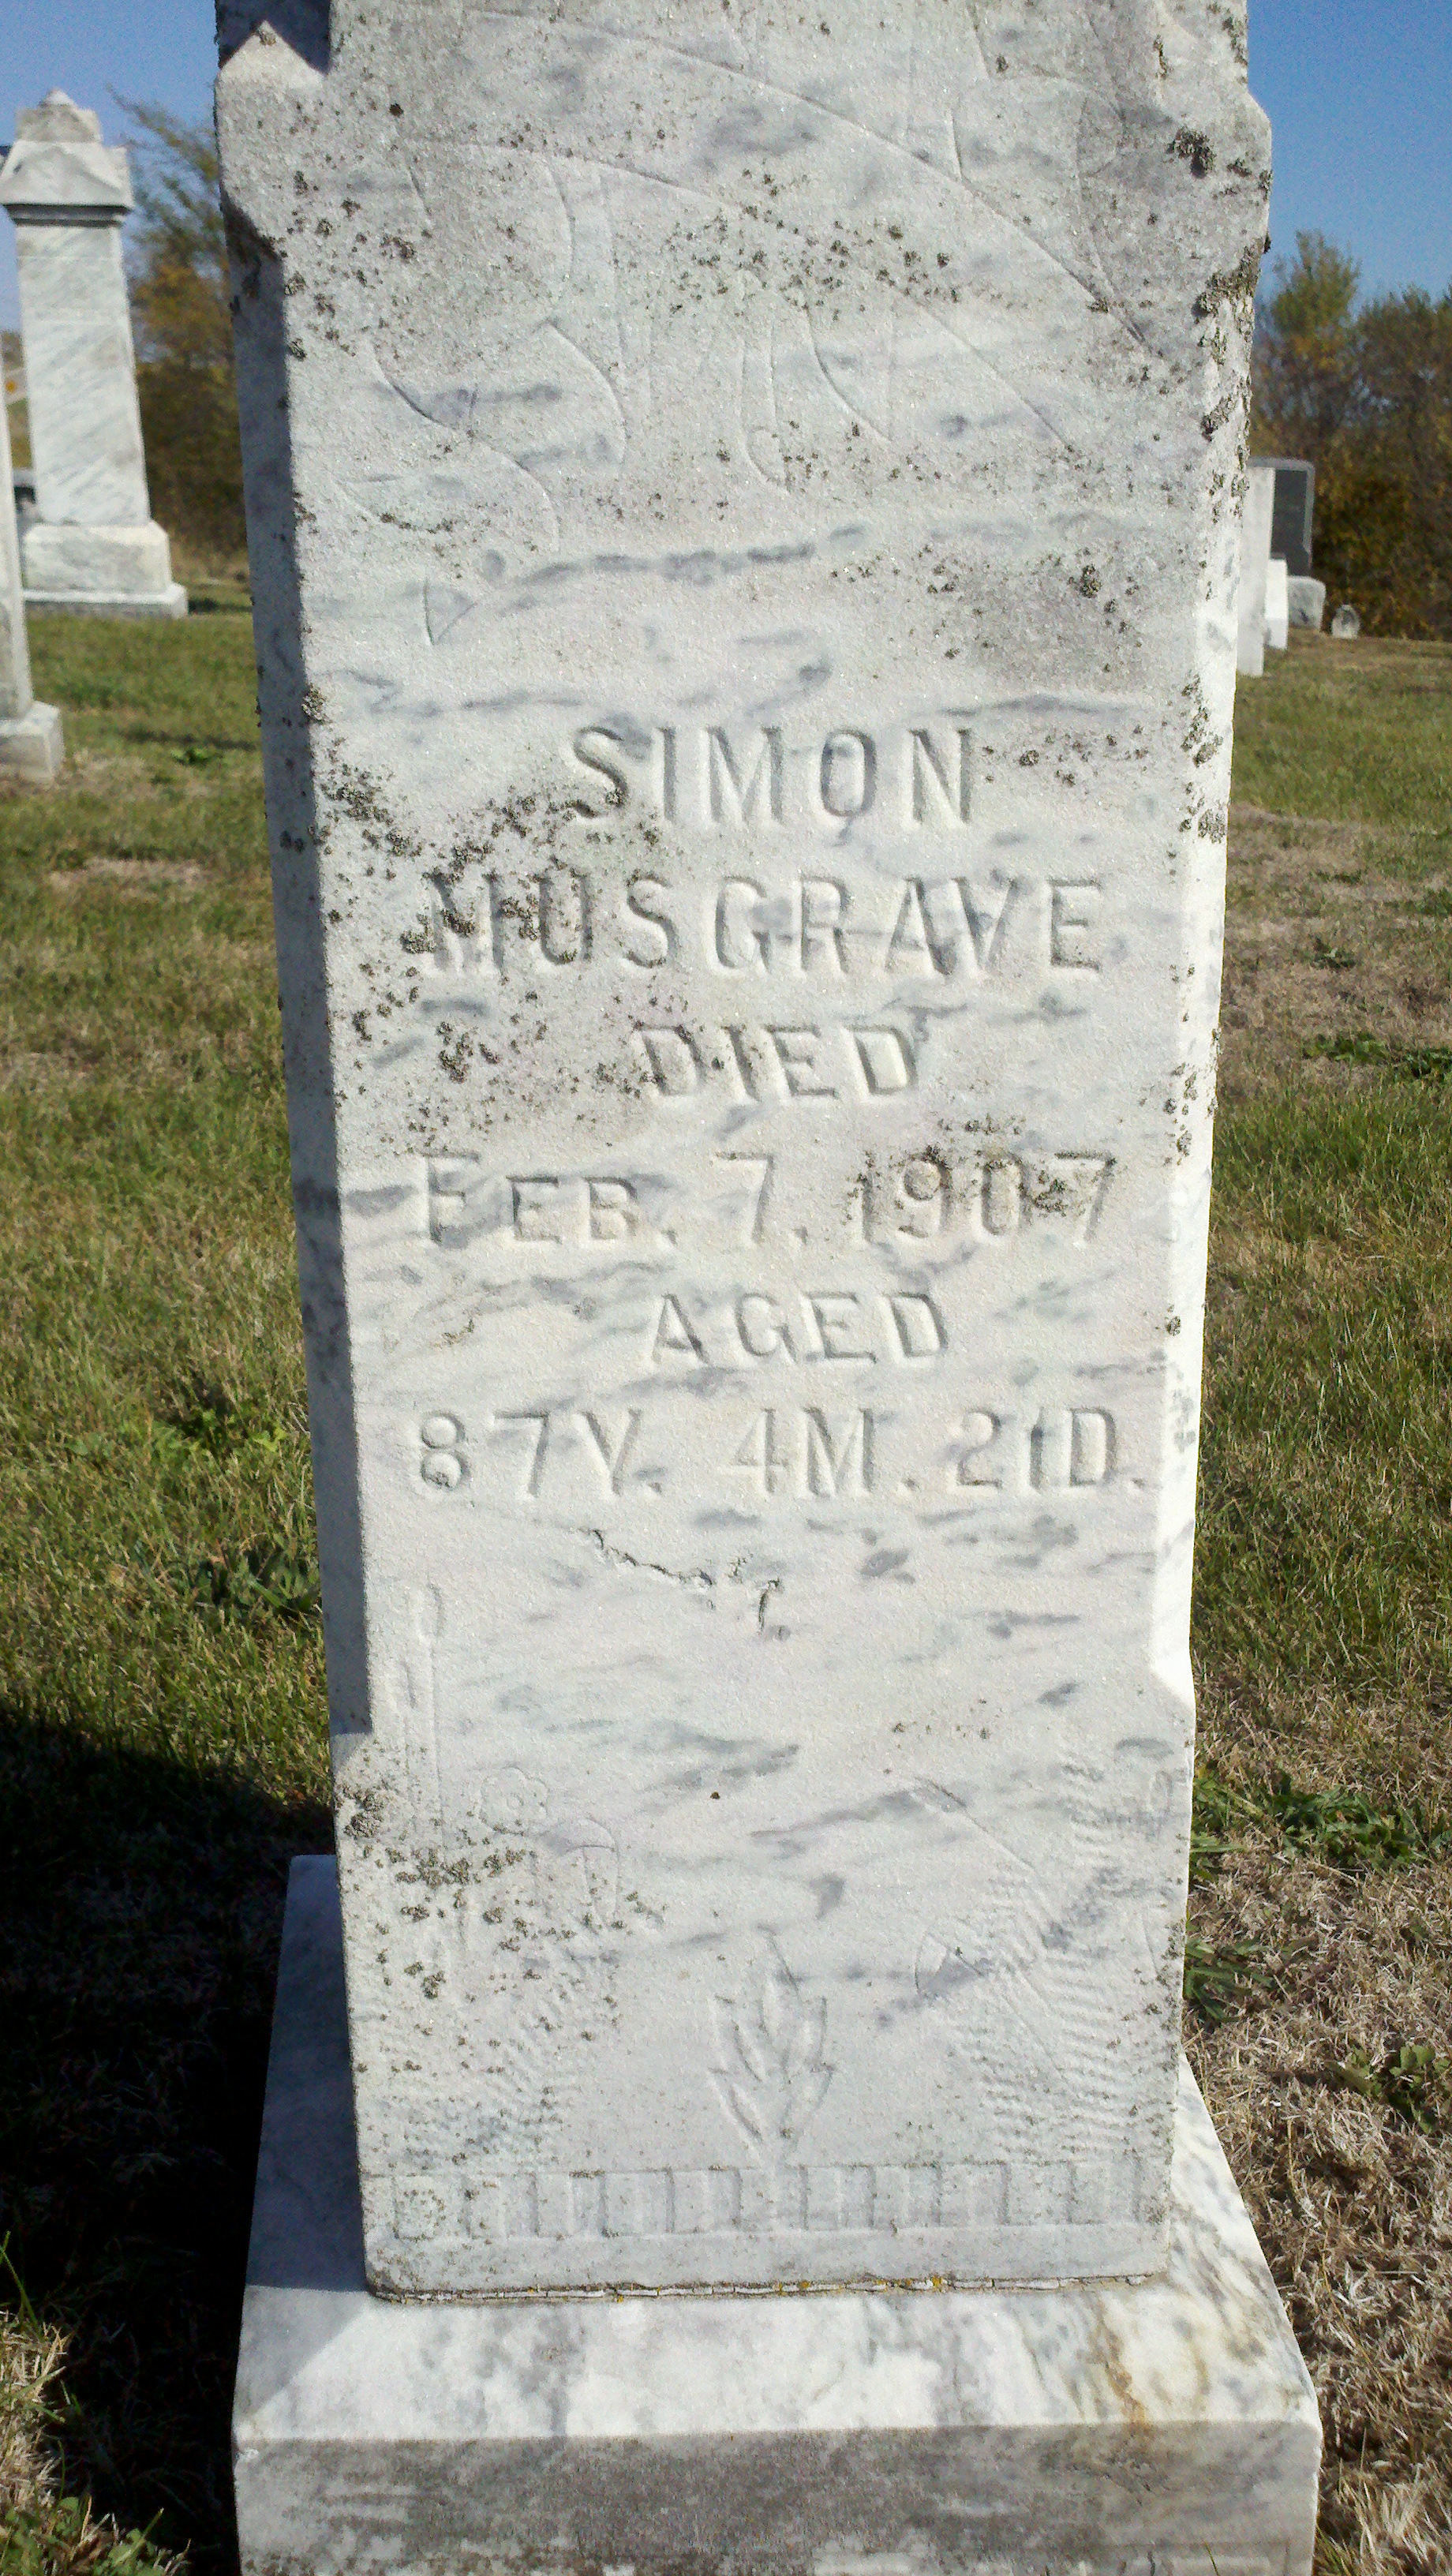 SIMON
MUSGRAVE
DIED
FEB. 7. 1907
AGED
87Y. 4M. 21D.